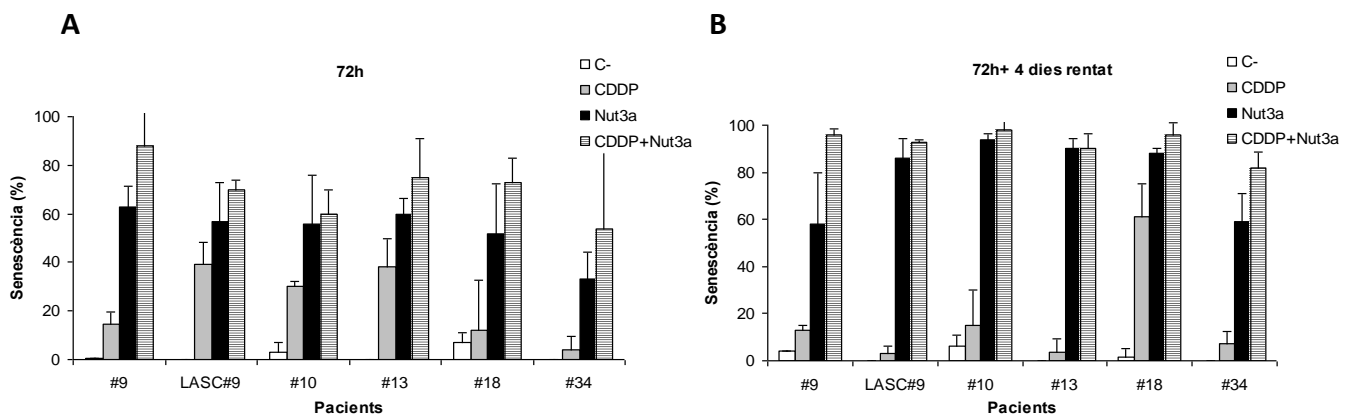 A
72h
C-
CDDP
Nut3a
CDDP+Nut3a
Senescència (%)
100
80
60
40
20
0
#9 LASC#9 #10 #13 #18 #34
Pacients
B
72h+ 4 dies rentat
C-
CDDP
Nut3a
CDDP+Nut3a
Senescència (%)
100
80
60
40
20
0
#9 LASC#9 #10 #13 #18 #34
Pacients